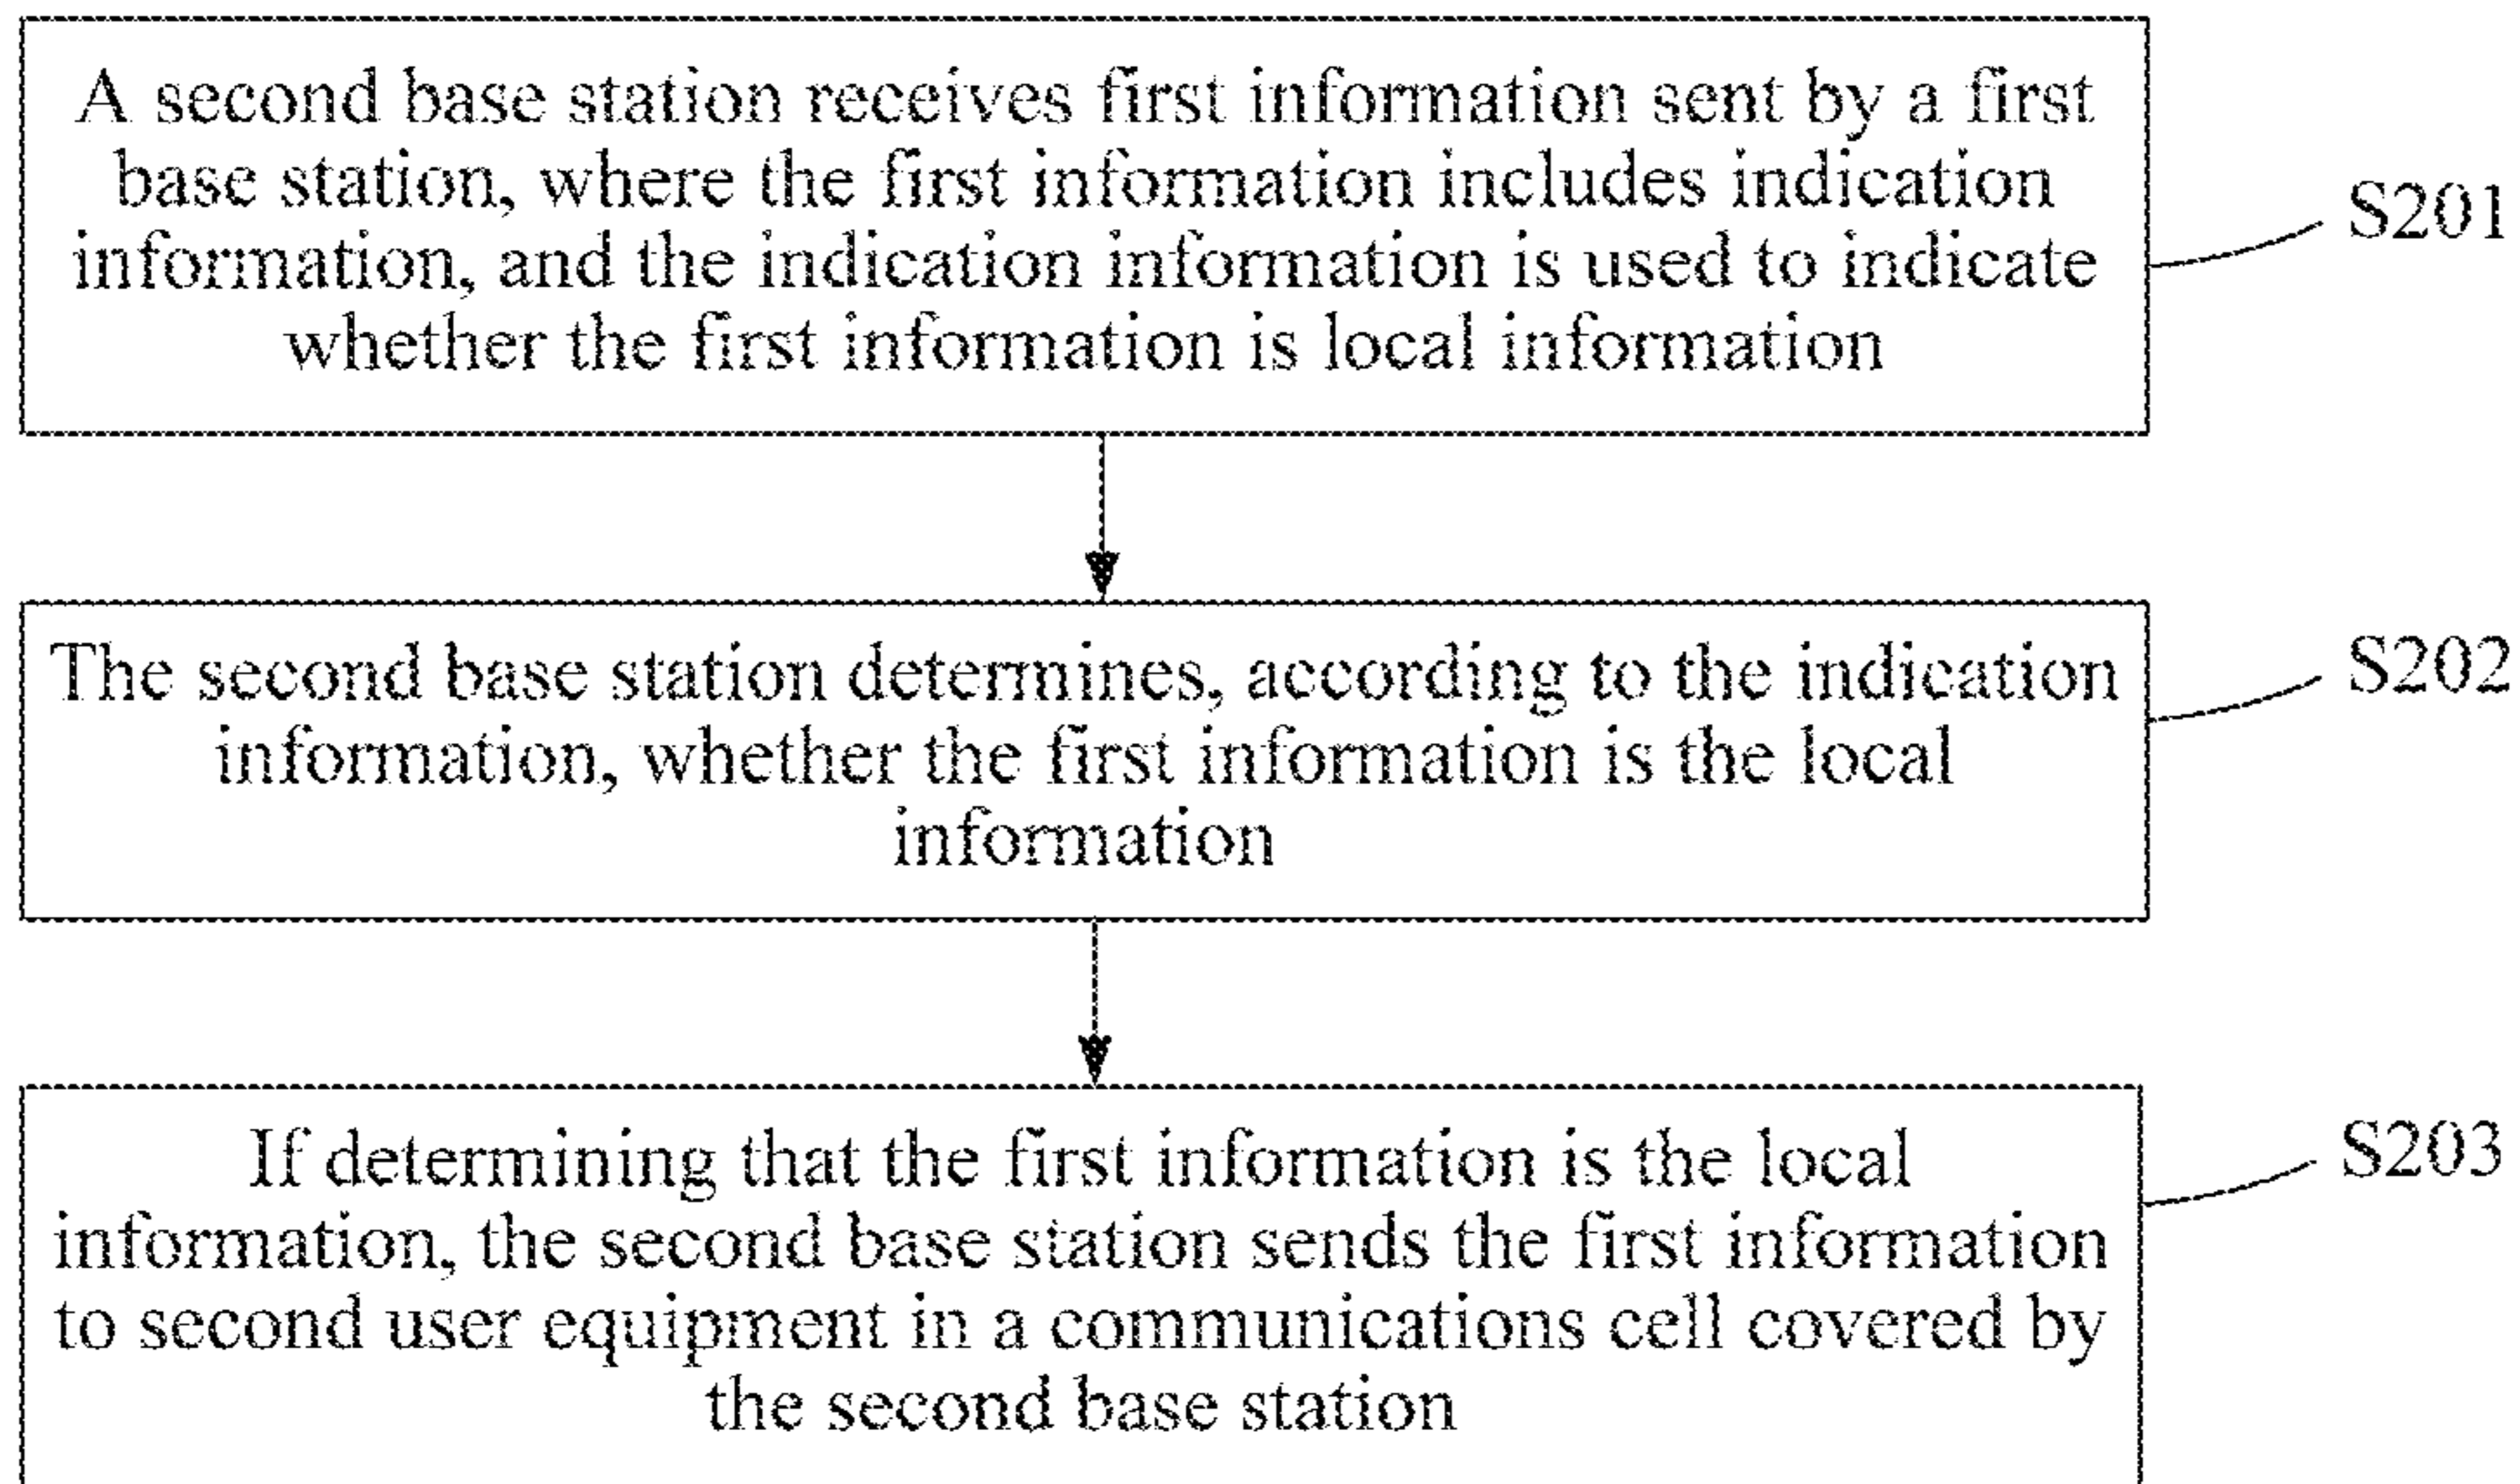 A second base station receives first information sent by a first
base station, where the first information includes indication
information, and the indication information is used to indicate
whether the first information is local information
S201
The second base station determines, according to the indication
information, whether the first information is the local
information
S202
If determining that the first information is the local
information, the second base station sends the first information
to second user equipment in a communications cell covered by
the second base station
S203